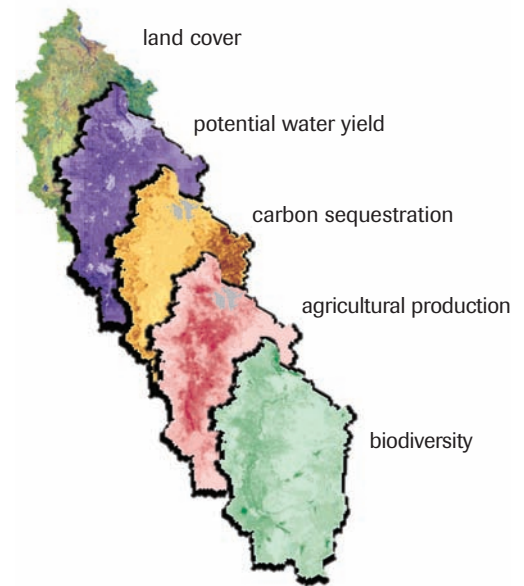 land cover
potential water yield
carbon sequestration
agricultural production
biodiversity